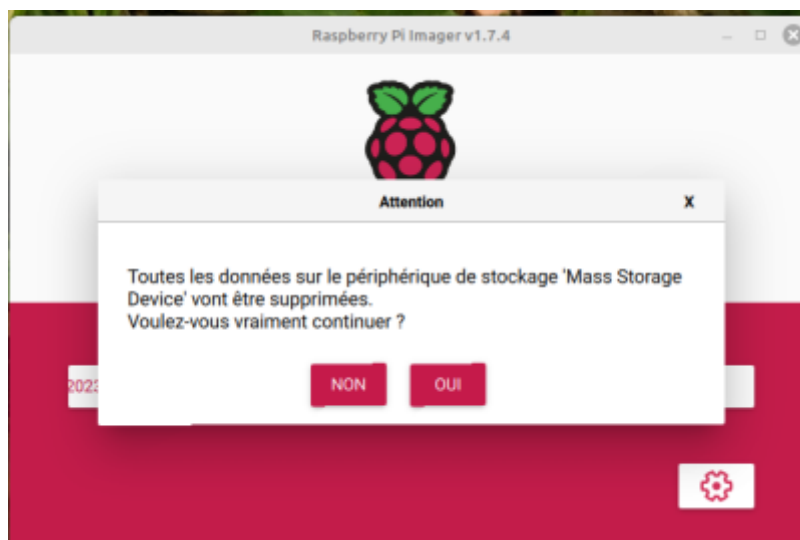 Raspberry Pi Imager v1.7.4
Attention
X
Toutes les données sur le périphérique de stockage 'Mass Storage
Device' vont être supprimées.
Voulez-vous vraiment continuer ?
NON
OUI
2023